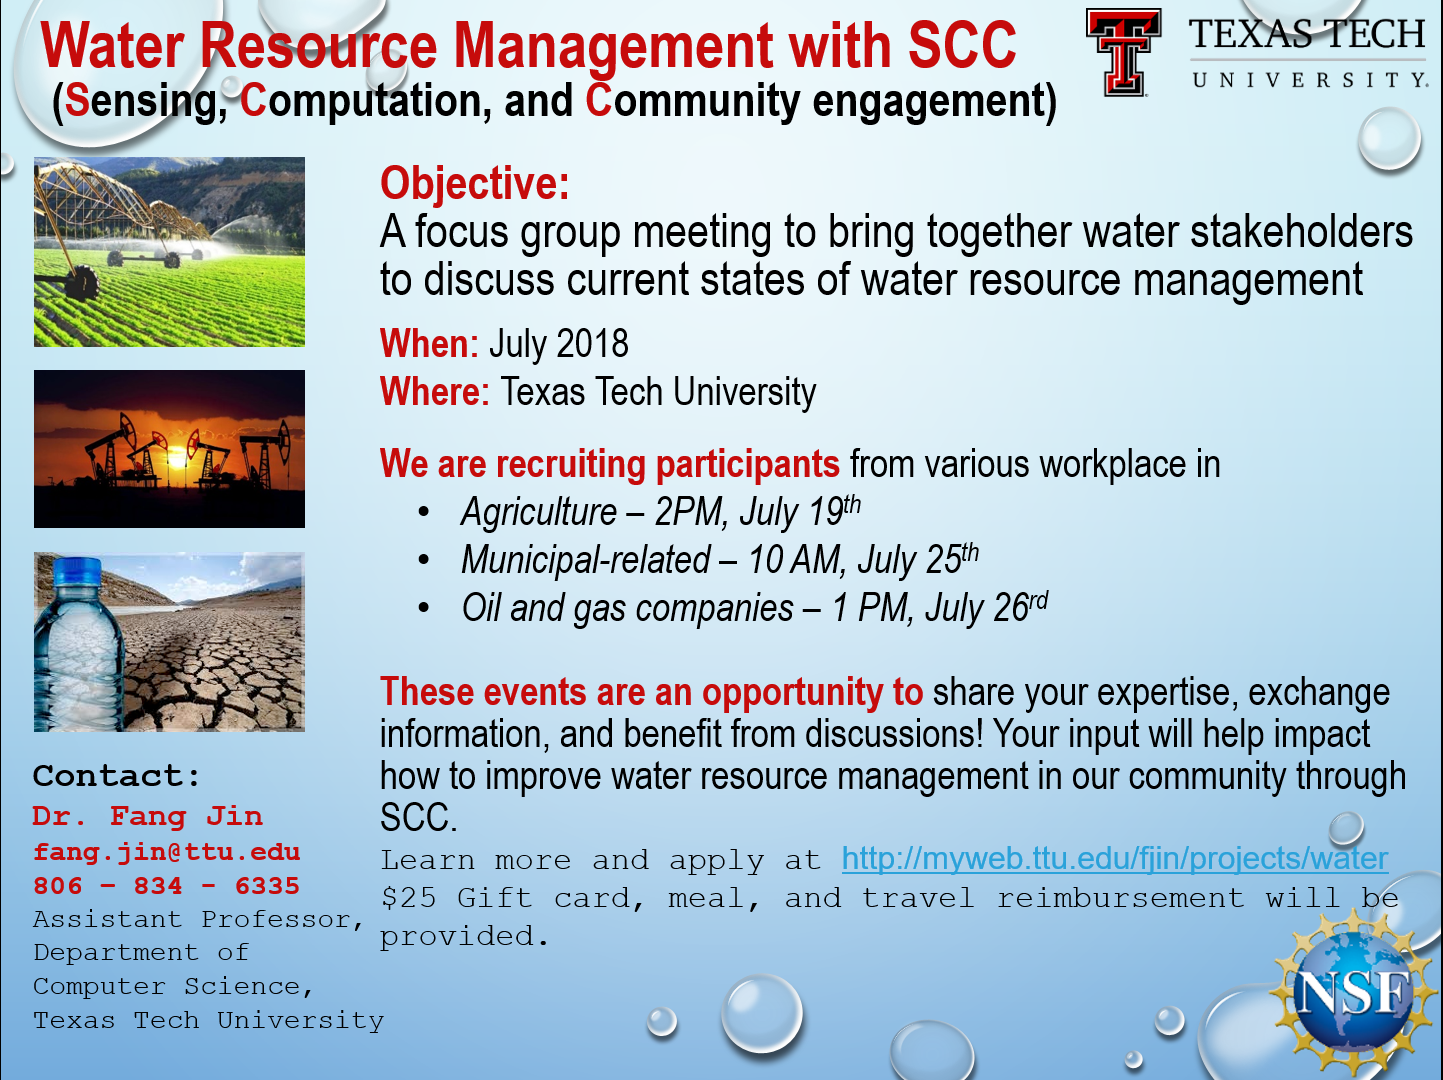 Water Resource Management with SCC
(Sensing, Computation, and Community engagement)
TEXAS TECH
UNIVERSITY®
Objective:
A focus group meeting to bring together water stakeholders
to discuss current states of water resource management
When: July 2018
Where: Texas Tech University
We are recruiting participants from various workplace in
• Agriculture – 2PM, July 19th
• Municipal-related – 10 AM, July 25th
• Oil and gas companies – 1 PM, July 26rd
These events are an opportunity to share your expertise, exchange
information, and benefit from discussions! Your input will help impact
how to improve water resource management in our community through
SCC.
Learn more and apply at http://myweb.ttu.edu/fjin/projects/water
$25 Gift card, meal, and travel reimbursement will be
provided.
Contact:
Dr. Fang Jin
fang.jin@ttu.edu
806 – 834 – 6335
Assistant Professor,
Department of
Computer Science,
Texas Tech University
NSF